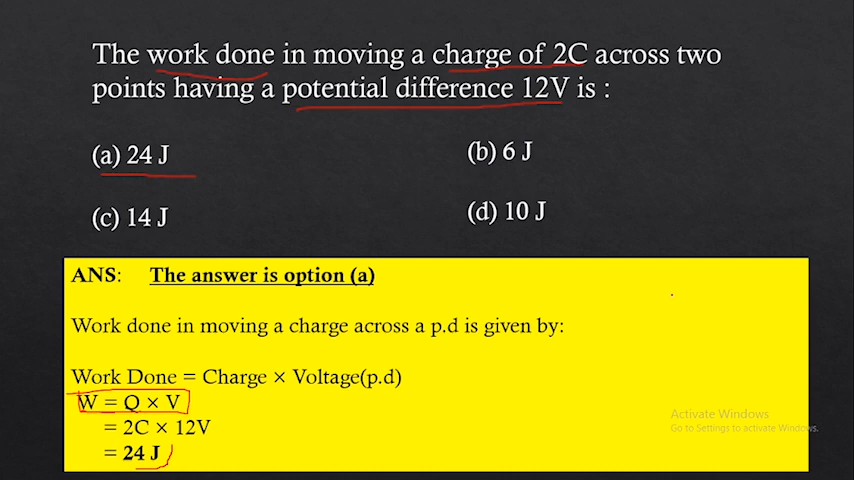 The work done in moving a charge of 2C across two
points having a potential difference 12V is :
(a) 24 J
(b) 6 J
(c) 14 J
(d) 10 J
ANS: The answer is option (a)
Work done in moving a charge across a p.d is given by:
Work Done = Charge × Voltage(p.d)
W = Q × V
= 2C × 12V
= 24 J
Activate Windows
Go to Settings to activate Windows.